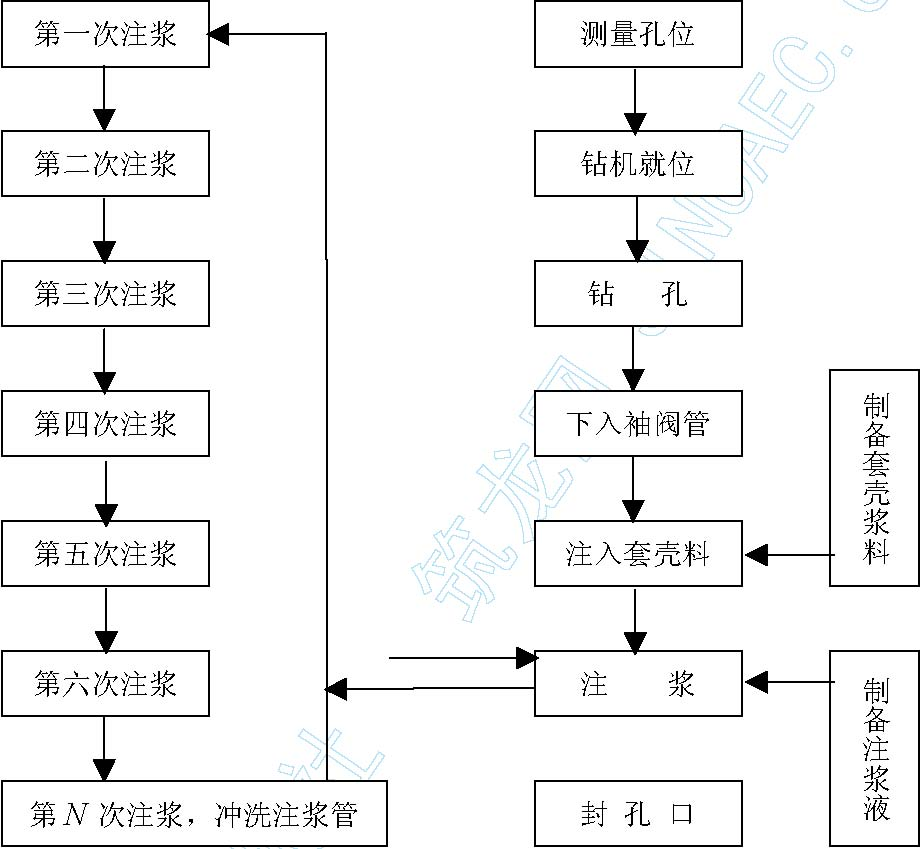 第一次注浆
第二次注浆
第三次注浆
第四次注浆
第五次注浆
第六次注浆
第N次注浆，冲洗注浆管
测量孔位
钻机就位
钻 孔
下入袖阀管
注入套壳料
注 浆
封 孔 口
制备套壳浆料
制备注浆液
筑龙网